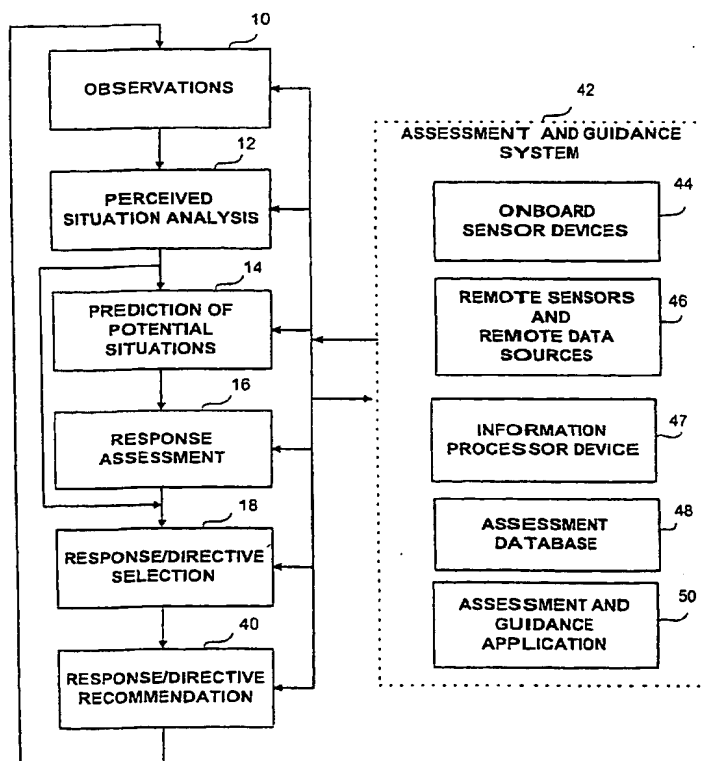 10
OBSERVATIONS
12
PERCEIVED
SITUATION ANALYSIS
14
PREDICTION OF
POTENTIAL
SITUATIONS
16
RESPONSE
ASSESSMENT
18
RESPONSE/DIRECTIVE
SELECTION
40
RESPONSE/DIRECTIVE
RECOMMENDATION
42
ASSESSMENT AND GUIDANCE
SYSTEM
44
ONBOARD
SENSOR DEVICES
46
REMOTE SENSORS
AND
REMOTE DATA
SOURCES
47
INFORMATION
PROCESSOR DEVICE
48
ASSESSMENT
DATABASE
50
ASSESSMENT AND
GUIDANCE
APPLICATION